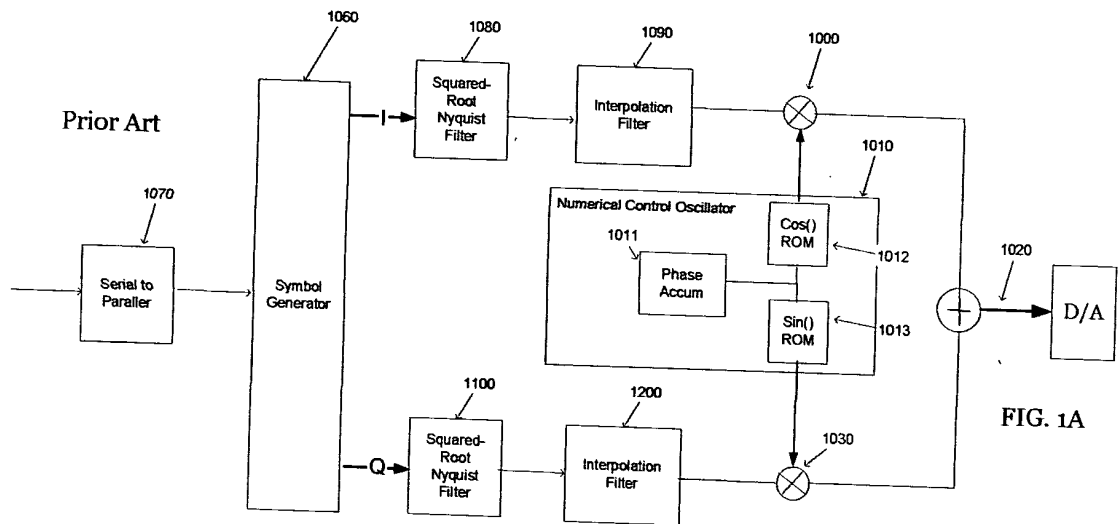 1060
1080
1090
1000
Squared-
Root
Nyquist
Filter
Interpolation
Filter
Prior Art
I
1010
Numerical Control Oscillator
Cos()
ROM
1070
1011
1012
1020
Serial to
Paraller
Symbol
Generator
Phase
Accum
D/A
Sin()
ROM
1013
1100
1200
FIG. 1A
Squared-
Root
Nyquist
Filter
Interpolation
Filter
1030
Q